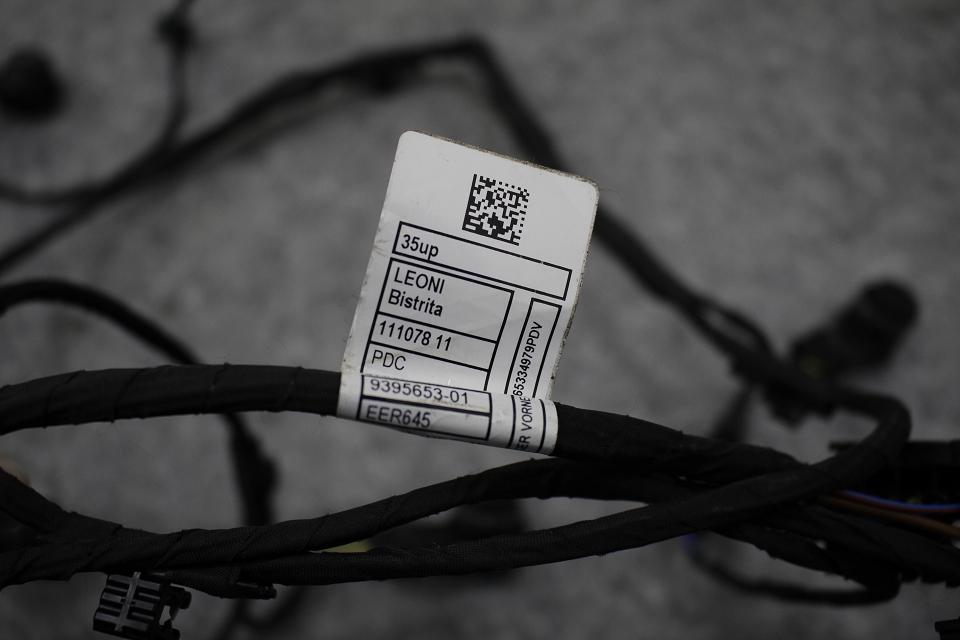 35up
LEONI
Bistrita
111078 11
PDC
9395653-01
EER645
65334979PDV
ER VORNE